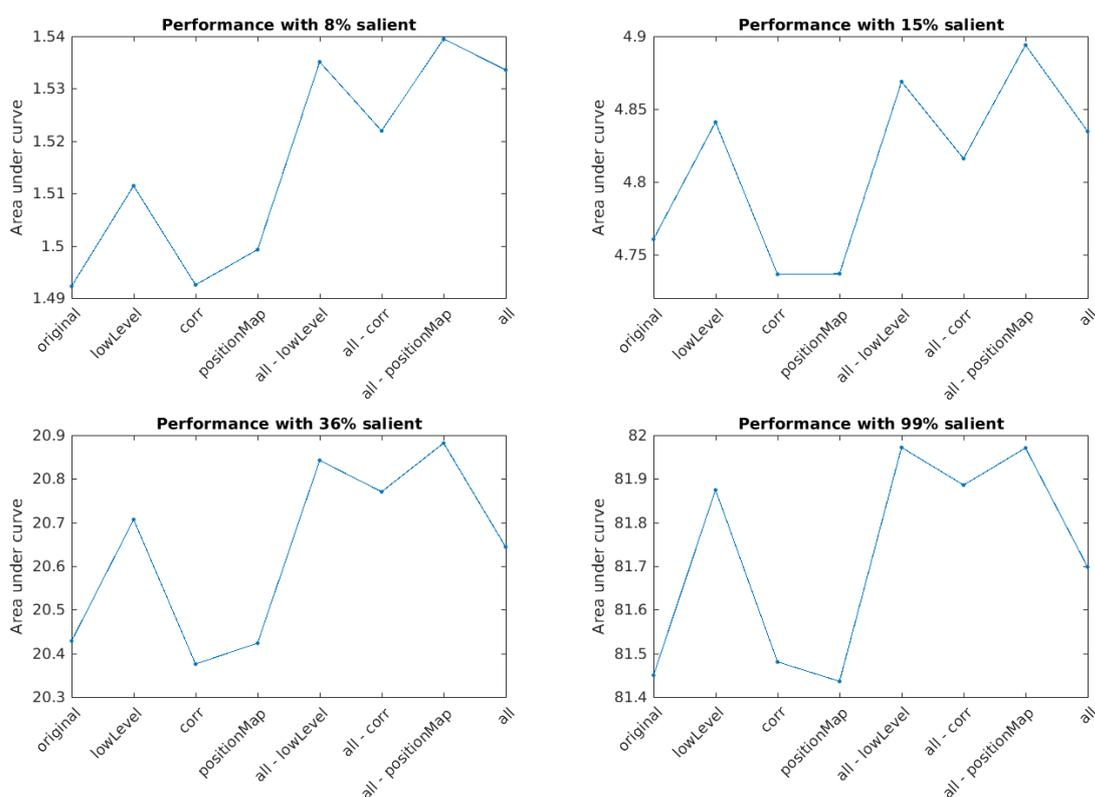 Performance with 8% salient
Area under curve
1.54
1.53
1.52
1.51
1.5
1.49
original
lowLevel
corr
positionMap
all - lowLevel
all - corr
all - positionMap
all
Performance with 15% salient
Area under curve
4.9
4.85
4.8
4.75
original
lowLevel
corr
positionMap
all - lowLevel
all - corr
all - positionMap
all
Performance with 36% salient
Area under curve
20.9
20.8
20.7
20.6
20.5
20.4
20.3
original
lowLevel
corr
positionMap
all - lowLevel
all - corr
all - positionMap
all
Performance with 99% salient
Area under curve
82
81.9
81.8
81.7
81.6
81.5
81.4
original
lowLevel
corr
positionMap
all - lowLevel
all - corr
all - positionMap
all